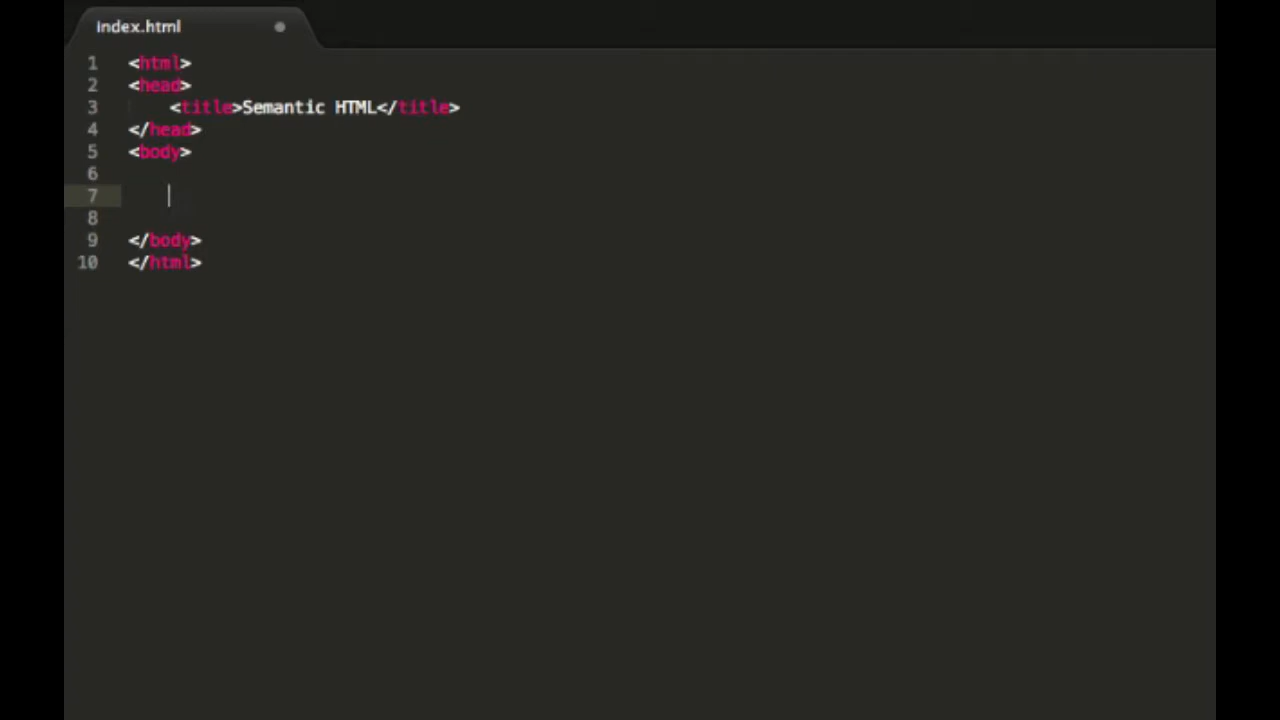 index.html
1 <html>
2 <head>
3     <title>Semantic HTML</title>
4 </head>
5 <body>
6
7
8
9 </body>
10 </html>